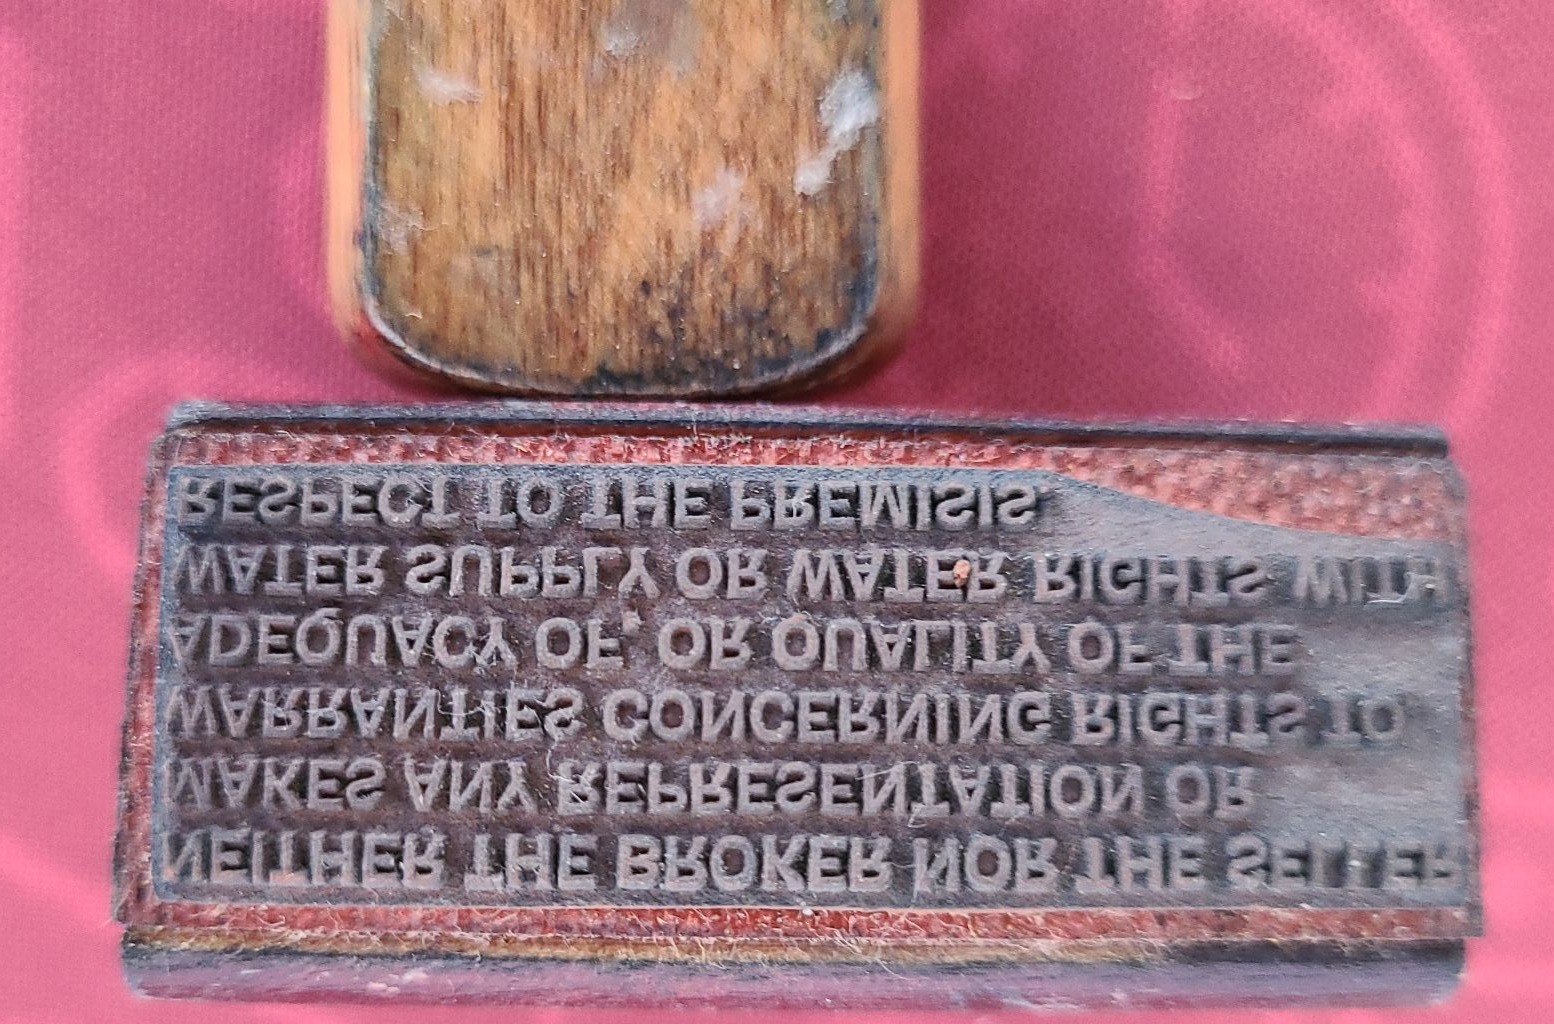 NEITHER THE BROKER NOR THE SELLER
MAKES ANY REPRESENTATION OR
WARRANTIES CONCERNING RIGHTS TO
ADEQUACY OF, OR QUALITY OF THE
WATER SUPPLY OR WATER RIGHTS WITH
RESPECT TO THE PREMISIS.